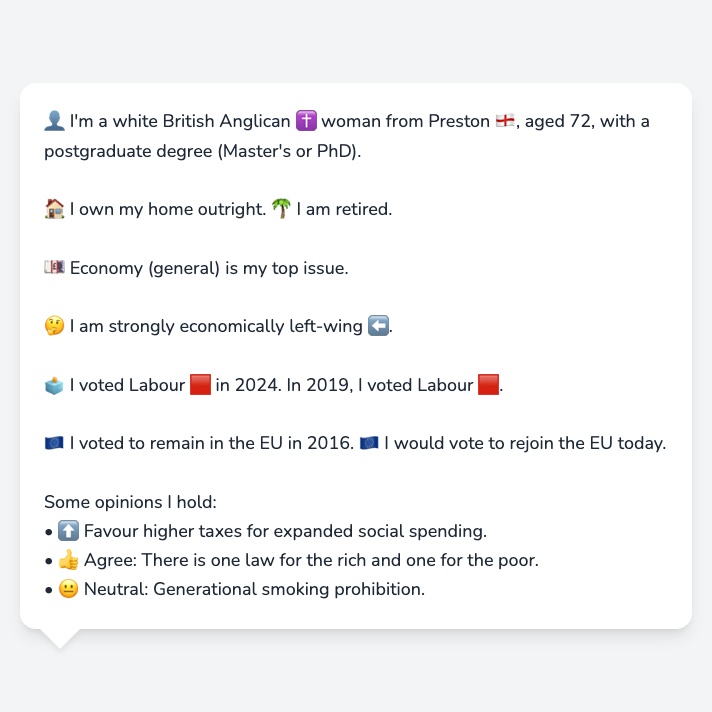 👤 I'm a white British Anglican ✝️ woman from Preston 🏴󠁧󠁢󠁥󠁮󠁧󠁿, aged 72, with a
postgraduate degree (Master's or PhD).
🏠 I own my home outright. 🌴 I am retired.
💷 Economy (general) is my top issue.
🤔 I am strongly economically left-wing ⬅️.
🗳️ I voted Labour 🟥 in 2024. In 2019, I voted Labour 🟥.
🇪🇺 I voted to remain in the EU in 2016. 🇪🇺 I would vote to rejoin the EU today.
Some opinions I hold:
• ⬆️ Favour higher taxes for expanded social spending.
• 👍 Agree: There is one law for the rich and one for the poor.
• 😐 Neutral: Generational smoking prohibition.